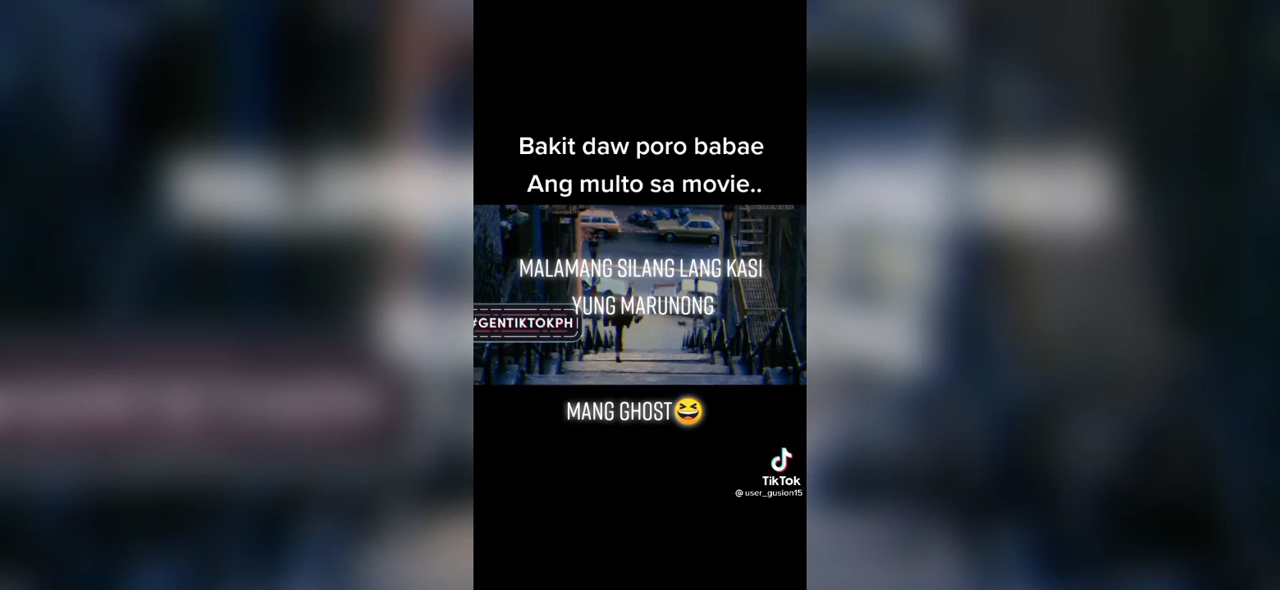 Bakit daw poro babae
Ang multo sa movie..
MALAMANG SILANG LANG KASI
YUNG MARUNONG
#GENTIKTOKPH
MANG GHOST😆
TikTok
@user_gusion15